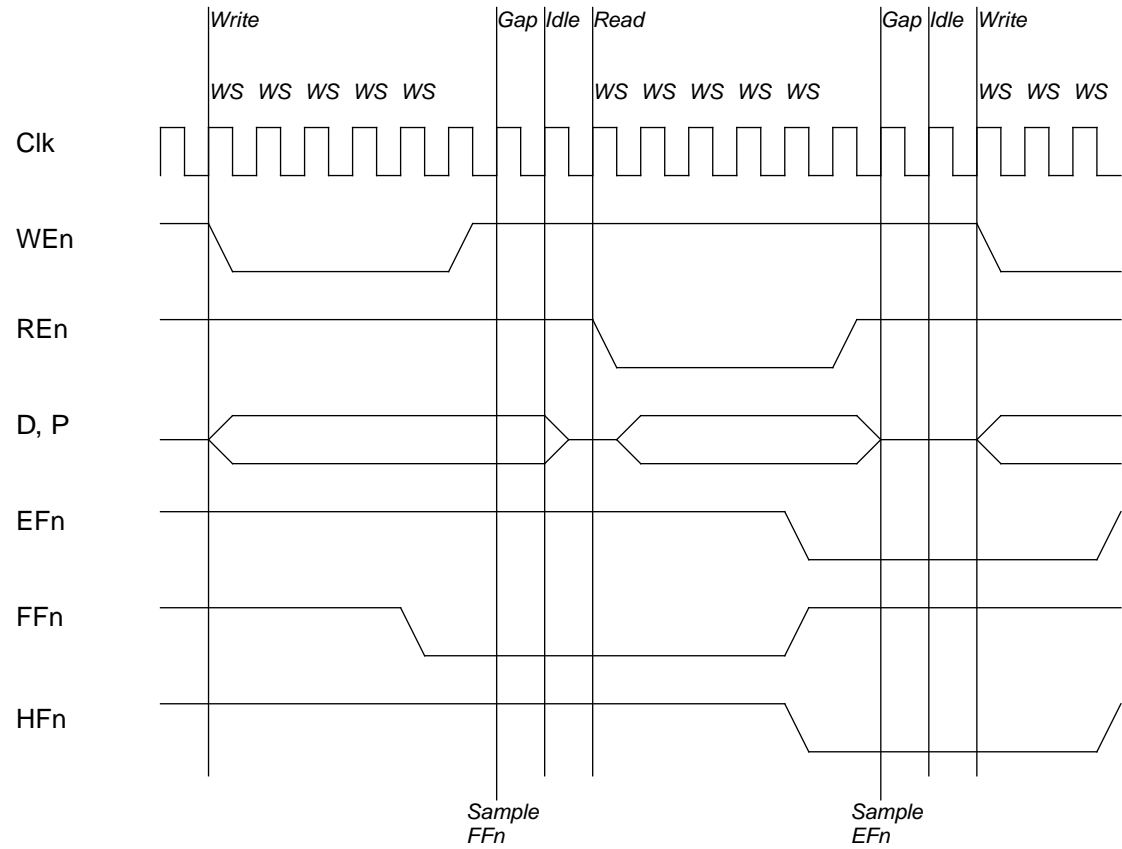 Write Gap Idle Read Gap Idle Write
WS WS WS WS WS WS WS WS WS WS WS WS WS
Clk
WEn
REn
D, P
EFn
FFn
HFn
Sample Sample
FFn EFn